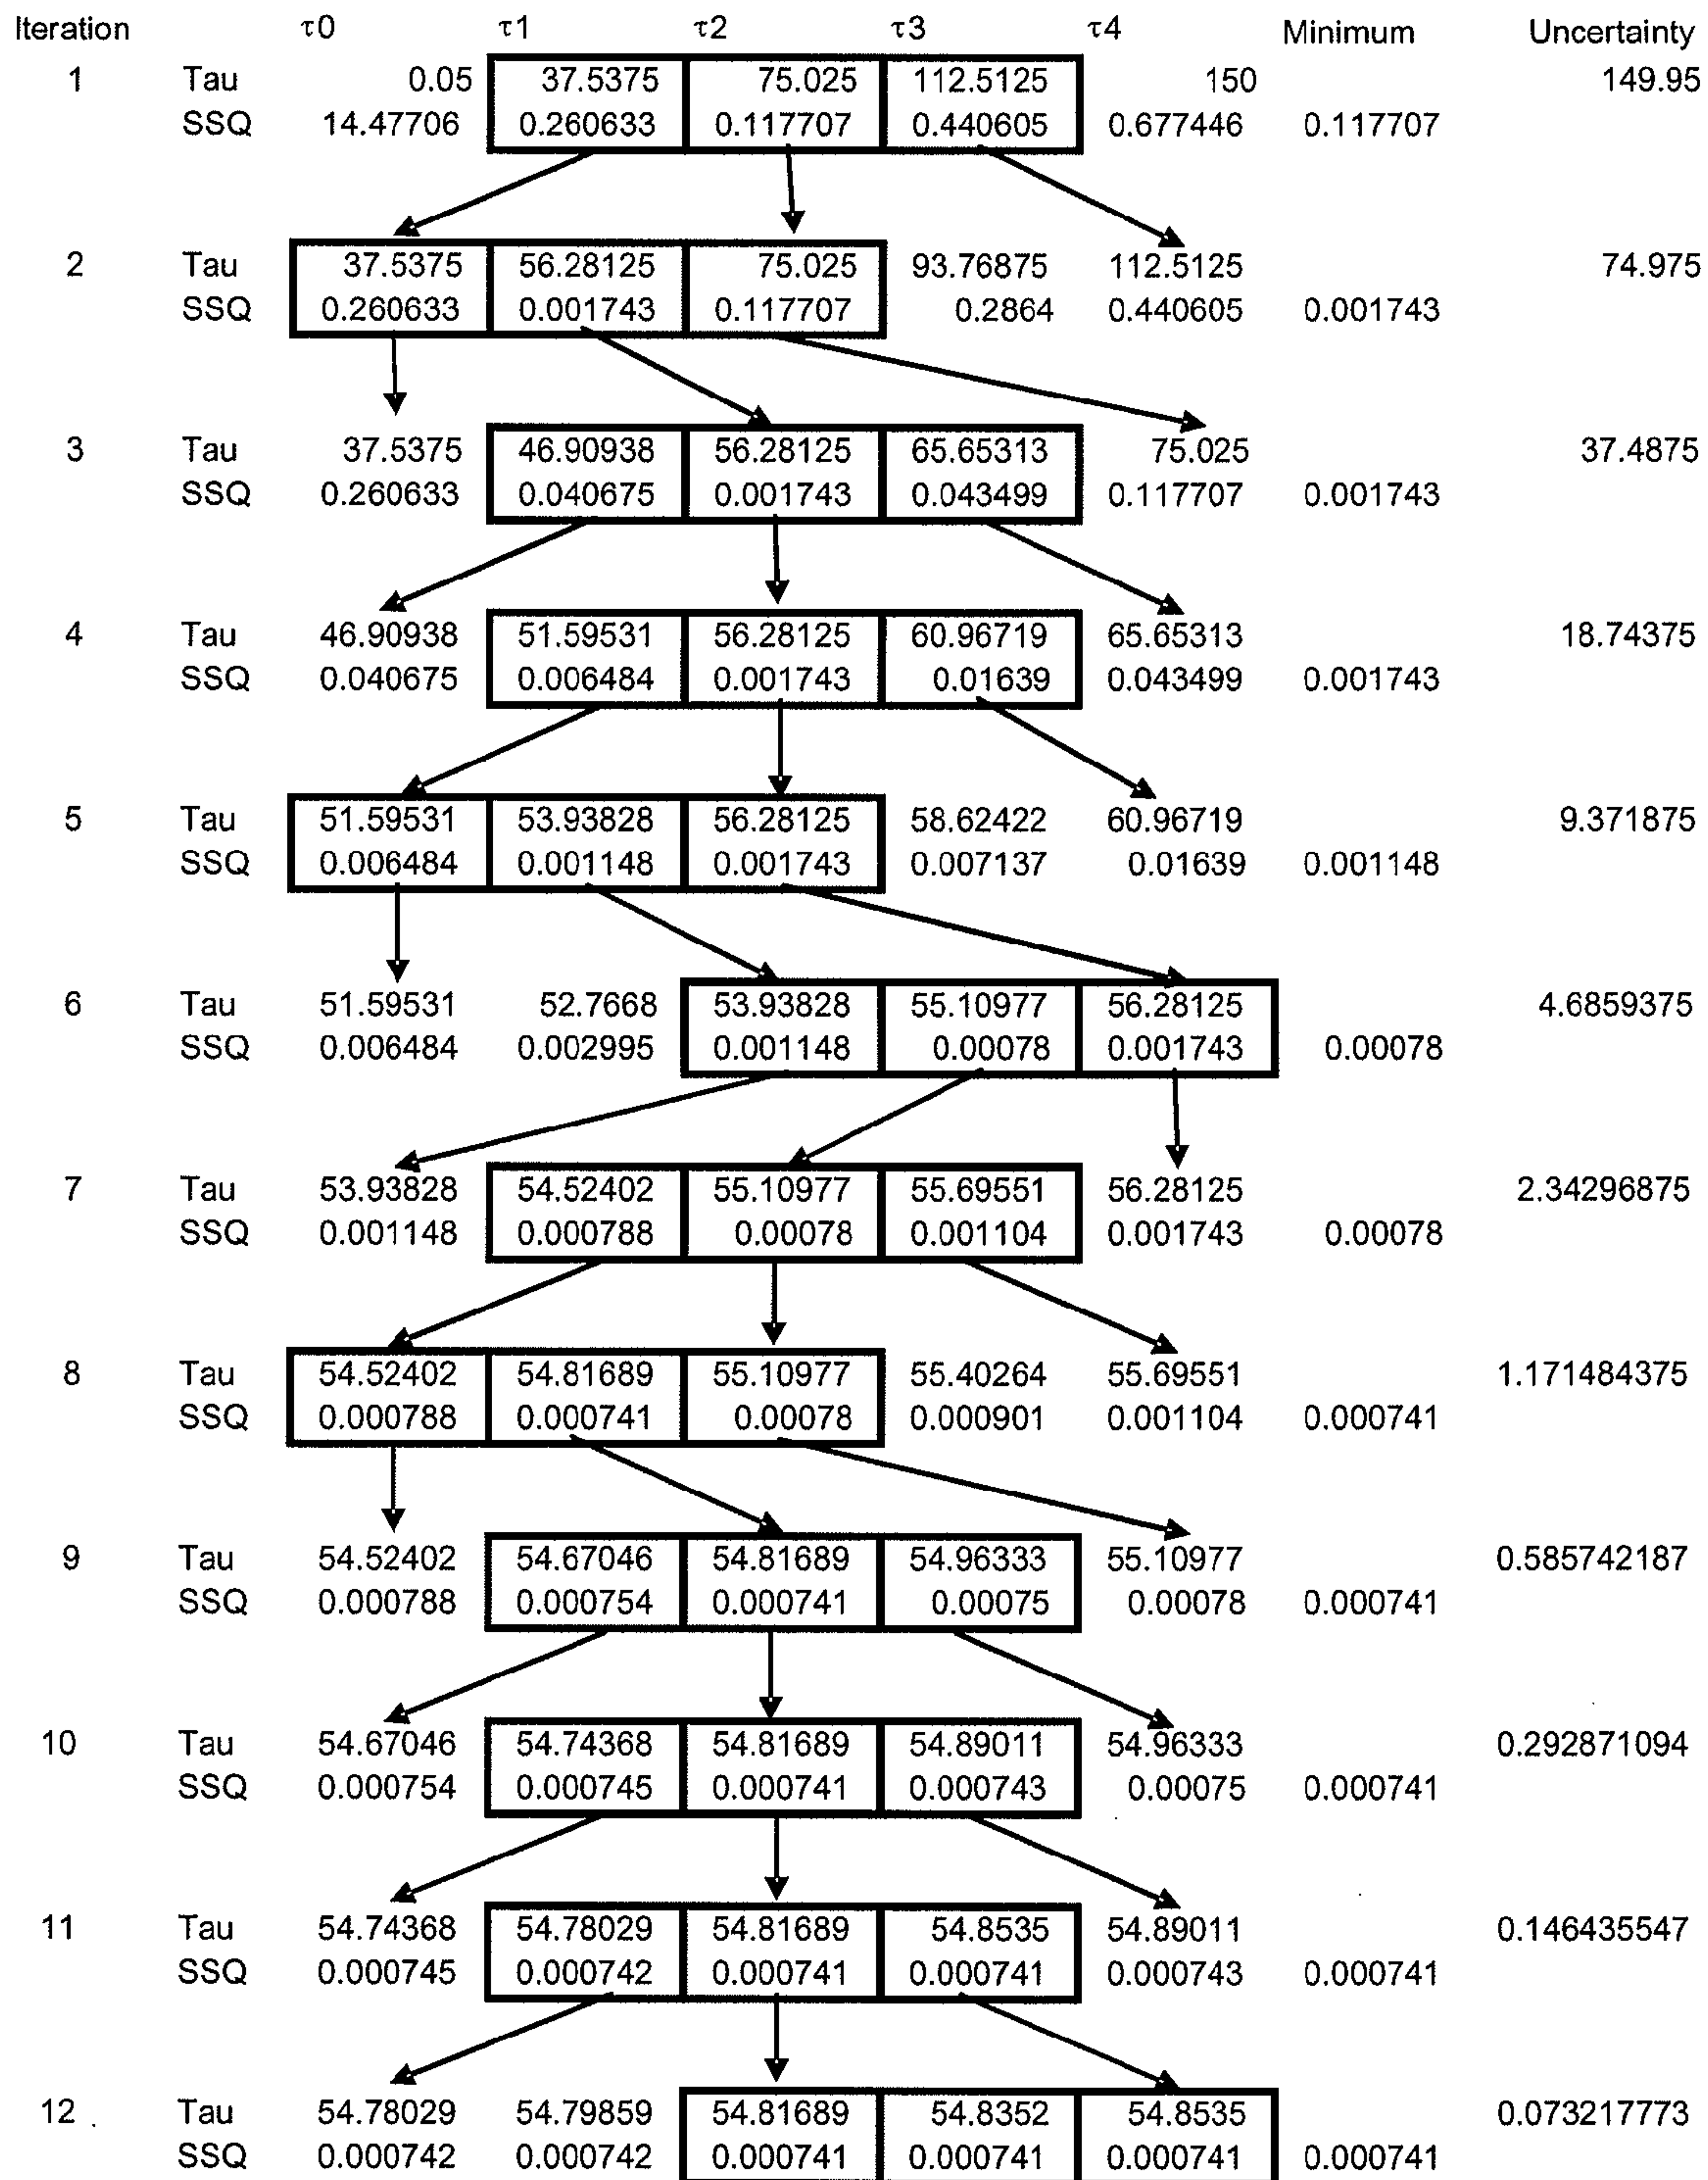 Iteration τ0 τ1 τ2 τ3 τ4 Minimum Uncertainty
1 Tau 0.05 37.5375 75.025 112.5125 150 149.95
SSQ 14.47706 0.260633 0.117707 0.440605 0.677446 0.117707
2 Tau 37.5375 56.28125 75.025 93.76875 112.5125 74.975
SSQ 0.260633 0.001743 0.117707 0.2864 0.440605 0.001743
3 Tau 37.5375 46.90938 56.28125 65.65313 75.025 37.4875
SSQ 0.260633 0.040675 0.001743 0.043499 0.117707 0.001743
4 Tau 46.90938 51.59531 56.28125 60.96719 65.65313 18.74375
SSQ 0.040675 0.006484 0.001743 0.01639 0.043499 0.001743
5 Tau 51.59531 53.93828 56.28125 58.62422 60.96719 9.371875
SSQ 0.006484 0.001148 0.001743 0.007137 0.01639 0.001148
6 Tau 51.59531 52.7668 53.93828 55.10977 56.28125 4.6859375
SSQ 0.006484 0.002995 0.001148 0.00078 0.001743 0.00078
7 Tau 53.93828 54.52402 55.10977 55.69551 56.28125 2.34296875
SSQ 0.001148 0.000788 0.00078 0.001104 0.001743 0.00078
8 Tau 54.52402 54.81689 55.10977 55.40264 55.69551 1.171484375
SSQ 0.000788 0.000741 0.00078 0.000901 0.001104 0.000741
9 Tau 54.52402 54.67046 54.81689 54.96333 55.10977 0.585742187
SSQ 0.000788 0.000754 0.000741 0.00075 0.00078 0.000741
10 Tau 54.67046 54.74368 54.81689 54.89011 54.96333 0.292871094
SSQ 0.000754 0.000745 0.000741 0.000743 0.00075 0.000741
11 Tau 54.74368 54.78029 54.81689 54.8535 54.89011 0.146435547
SSQ 0.000745 0.000742 0.000741 0.000741 0.000743 0.000741
12 Tau 54.78029 54.79859 54.81689 54.8352 54.8535 0.073217773
SSQ 0.000742 0.000742 0.000741 0.000741 0.000741 0.000741